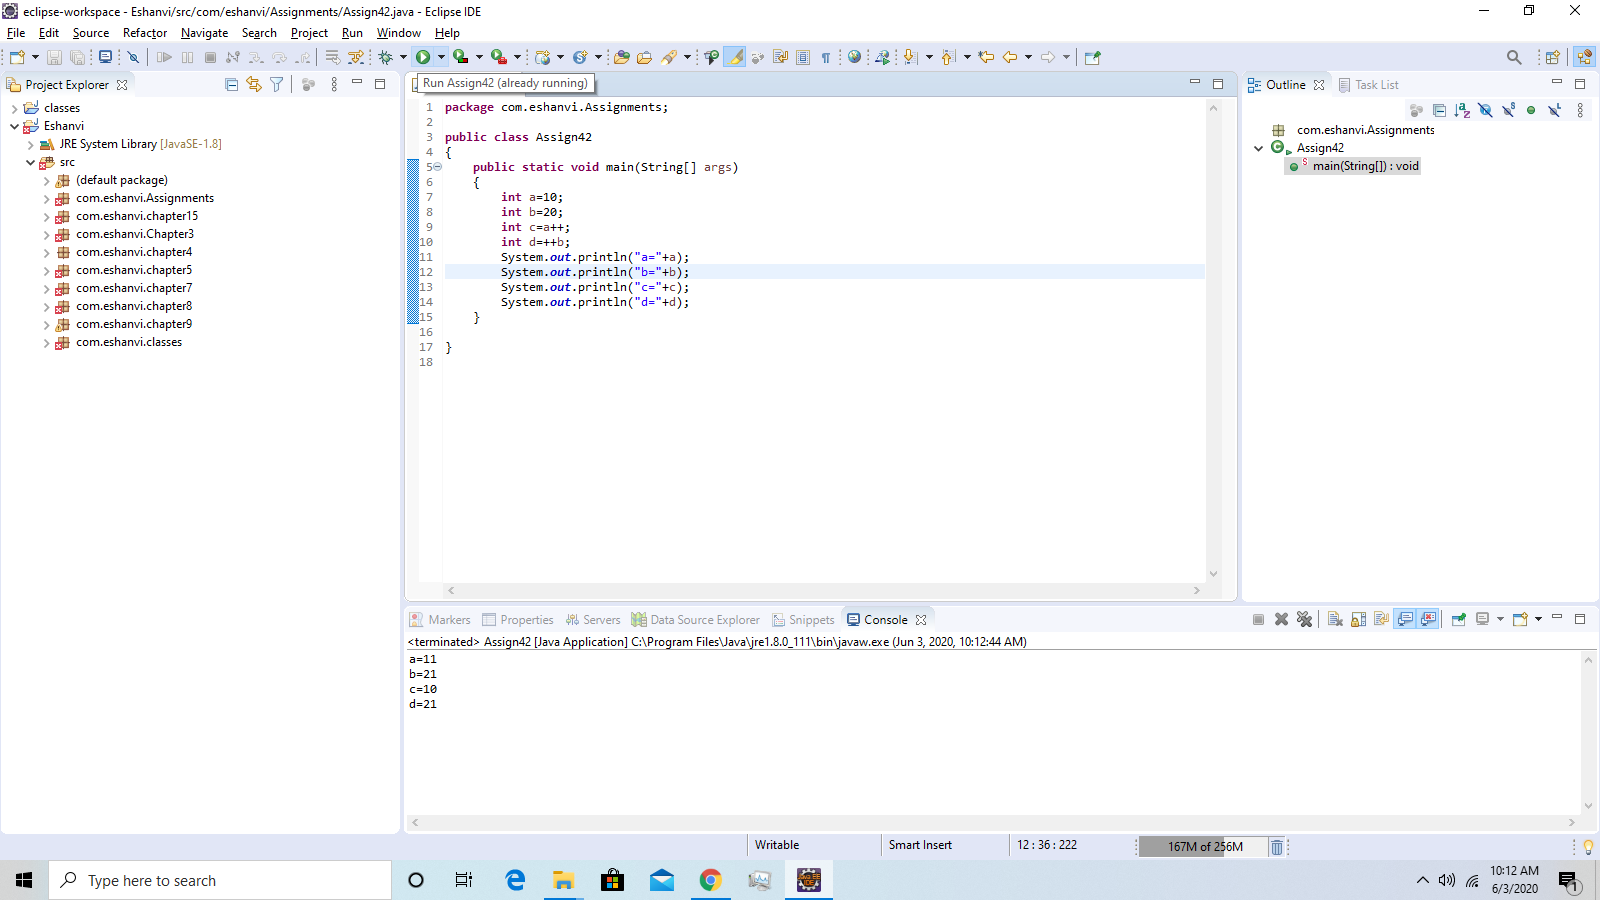 eclipse-workspace - Eshanvi/src/com/eshanvi/Assignments/Assign42.java - Eclipse IDE
File Edit Source Refactor Navigate Search Project Run Window Help
Project Explorer
Run Assign42 (already running)
Outline Task List
classes
Eshanvi
JRE System Library [JavaSE-1.8]
src
(default package)
com.eshanvi.Assignments
com.eshanvi.chapter15
com.eshanvi.Chapter3
com.eshanvi.chapter4
com.eshanvi.chapter5
com.eshanvi.chapter7
com.eshanvi.chapter8
com.eshanvi.chapter9
com.eshanvi.classes
1 package com.eshanvi.Assignments;
2
3 public class Assign42
4 {
5 public static void main(String[] args)
6 {
7 int a=10;
8 int b=20;
9 int c=a++;
10 int d=++b;
11 System.out.println("a="+a);
12 System.out.println("b="+b);
13 System.out.println("c="+c);
14 System.out.println("d="+d);
15 }
16
17 }
18
com.eshanvi.Assignments
Assign42
main(String[]) : void
Markers Properties Servers Data Source Explorer Snippets Console
<terminated> Assign42 [Java Application] C:\Program Files\Java\jre1.8.0_111\bin\javaw.exe (Jun 3, 2020, 10:12:44 AM)
a=11
b=21
c=10
d=21
Writable Smart Insert 12 : 36 : 222 167M of 256M
Type here to search
10:12 AM
6/3/2020
1